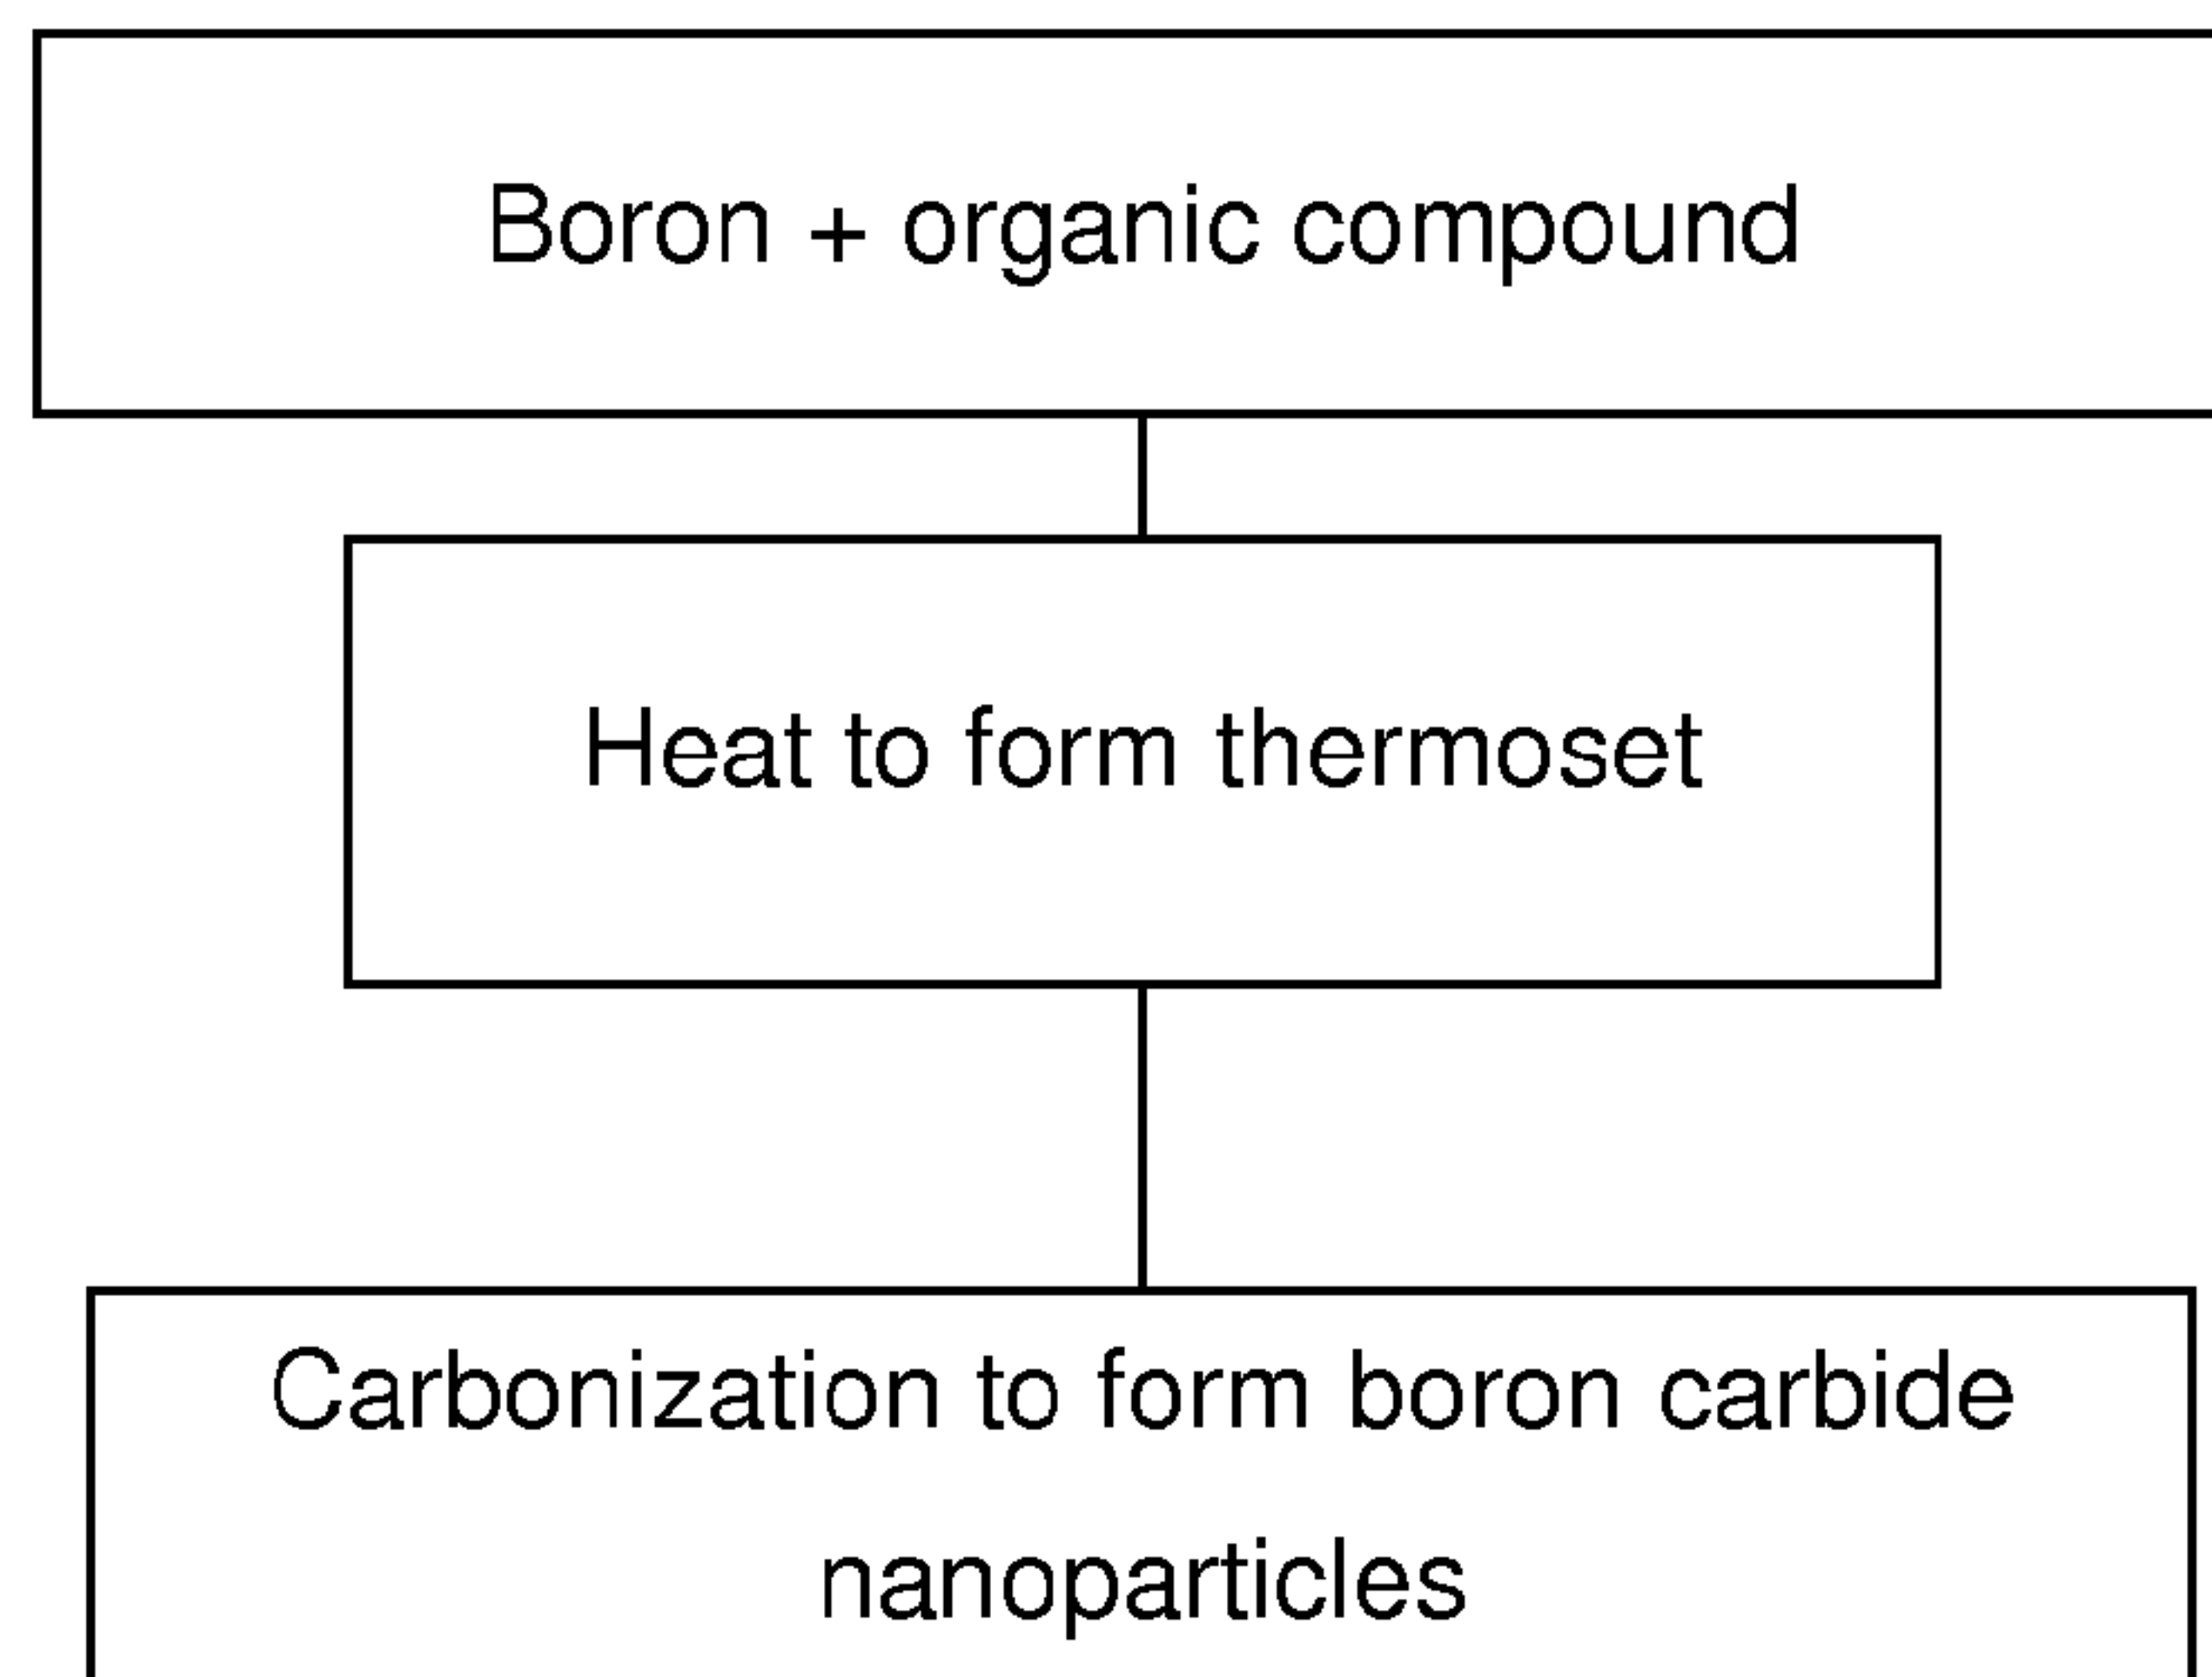 Boron + organic compound
Heat to form thermoset
Carbonization to form boron carbide
nanoparticles